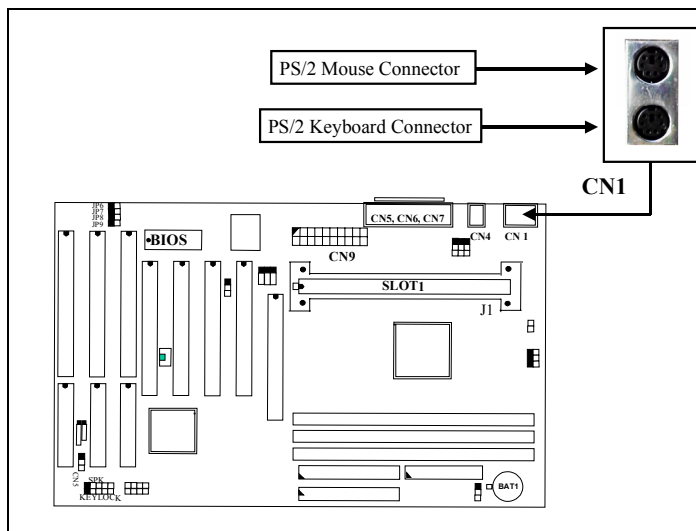 PS/2 Mouse Connector
PS/2 Keyboard Connector
CN1
JP6
JP7
JP8
JP9
BIOS
CN5, CN6, CN7
CN4
CN 1
CN9
SLOT1
J1
CN5
SPK
KEYLOCK
BAT1